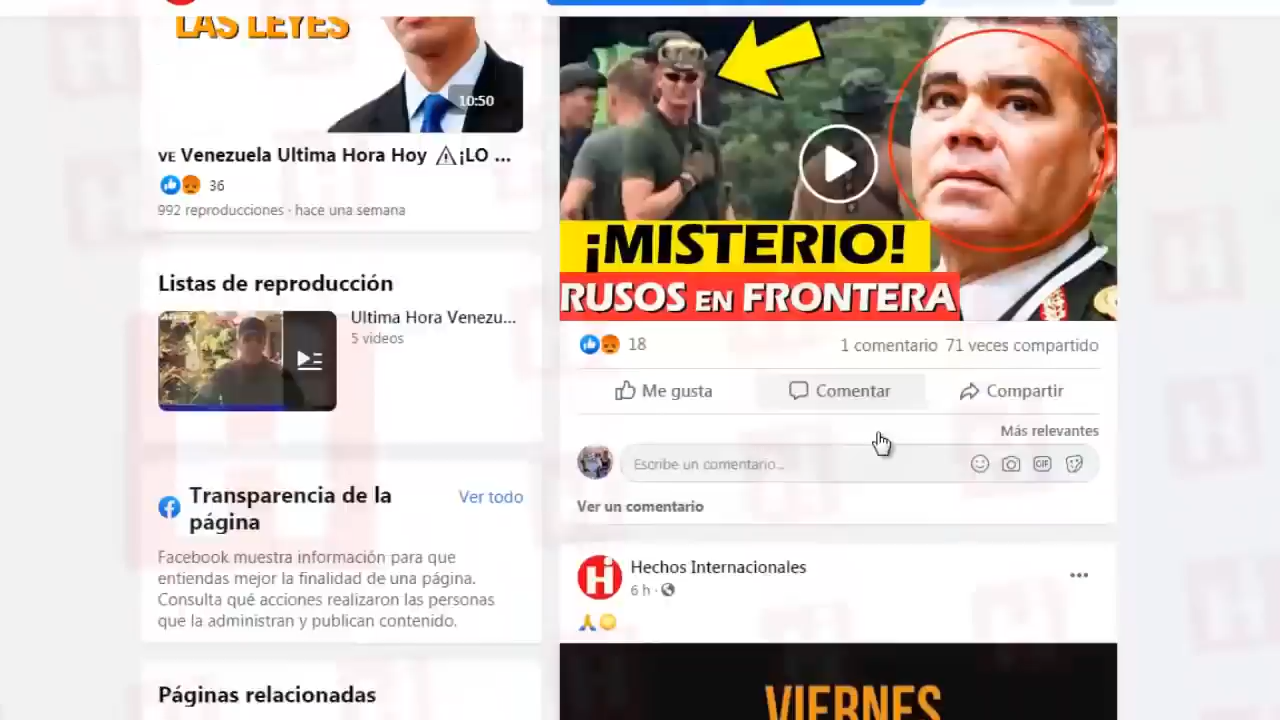 LAS LEYES
10:50
VE Venezuela Ultima Hora Hoy ⚠¡LO ...
36
992 reproducciones · hace una semana
Listas de reproducción
Ultima Hora Venezu...
5 videos
Transparencia de la
página
Ver todo
Facebook muestra información para que
entiendas mejor la finalidad de una página.
Consulta qué acciones realizaron las personas
que la administran y publican contenido.
Páginas relacionadas
¡MISTERIO!
RUSOS EN FRONTERA
18
1 comentario 71 veces compartido
Me gusta
Comentar
Compartir
Más relevantes
Escribe un comentario...
GIF
Ver un comentario
Hi
Hechos Internacionales
6 h ·
VIERNES